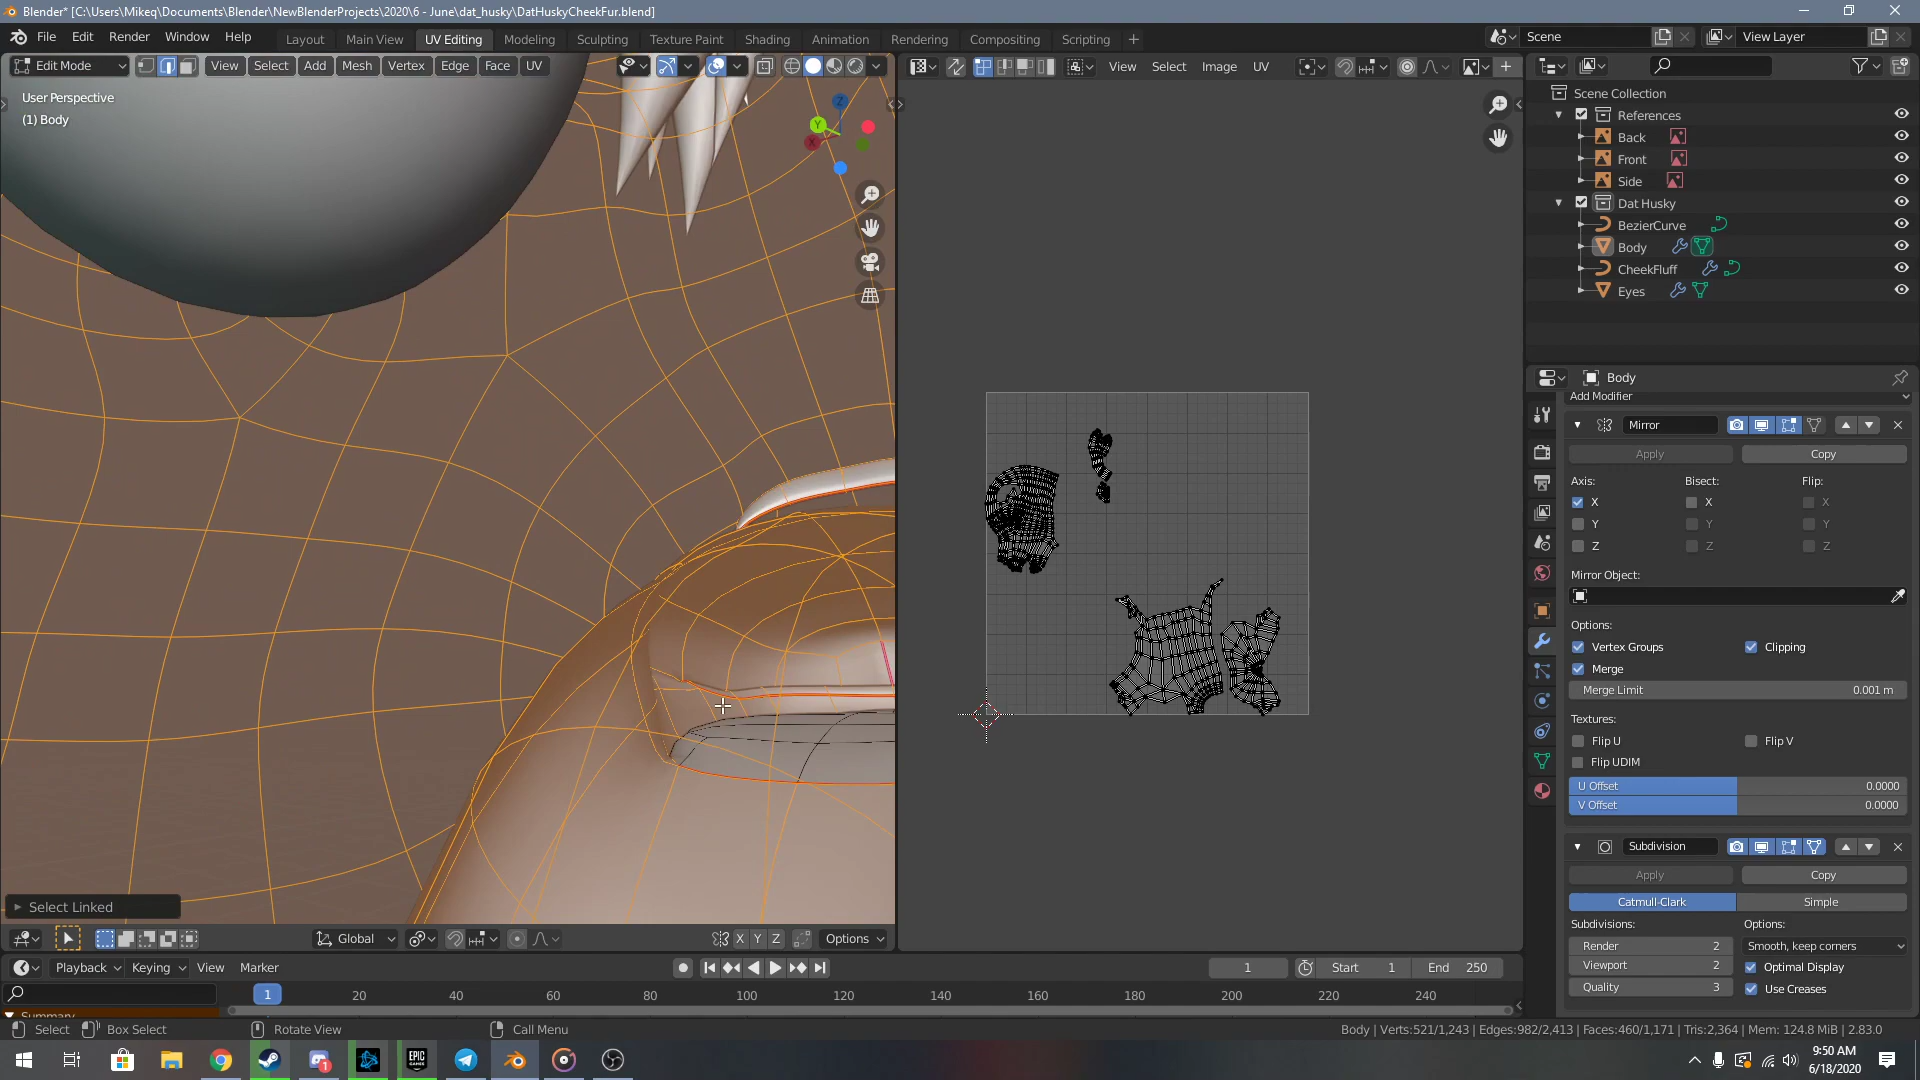 Blender* [C:\Users\Mikeq\Documents\Blender\NewBlenderProjects\2020\6 - June\dat_husky\DatHuskyCheekFur.blend]
File Edit Render Window Help
Layout Main View UV Editing Modeling Sculpting Texture Paint Shading Animation Rendering Compositing Scripting
Scene
View Layer
Edit Mode
View Select Add Mesh Vertex Edge Face UV
View Select Image UV
User Perspective
(1) Body
Z
Y
X
Scene Collection
References
Back
Front
Side
Dat Husky
BezierCurve
Body
CheekFluff
Eyes
Body
Add Modifier
Mirror
Apply
Copy
Axis: Bisect: Flip:
X X X
Y Y Y
Z Z Z
Mirror Object:
Options:
Vertex Groups Clipping
Merge
Merge Limit 0.001 m
Textures:
Flip U Flip V
Flip UDIM
U Offset 0.0000
V Offset 0.0000
Subdivision
Apply Copy
Catmull-Clark Simple
Subdivisions: Options:
Render 2 Smooth, keep corners
Viewport 2 Optimal Display
Quality 3 Use Creases
Select Linked
Global
X Y Z
Options
Playback Keying View Marker
1
Start 1
End 250
1 20 40 60 80 100 120 140 160 180 200 220 240
Summary
Select Box Select Rotate View Call Menu
Body | Verts:521/1,243 | Edges:982/2,413 | Faces:460/1,171 | Tris:2,364 | Mem: 124.8 MiB | 2.83.0
EPIC
GAMES
1
9:50 AM
6/18/2020